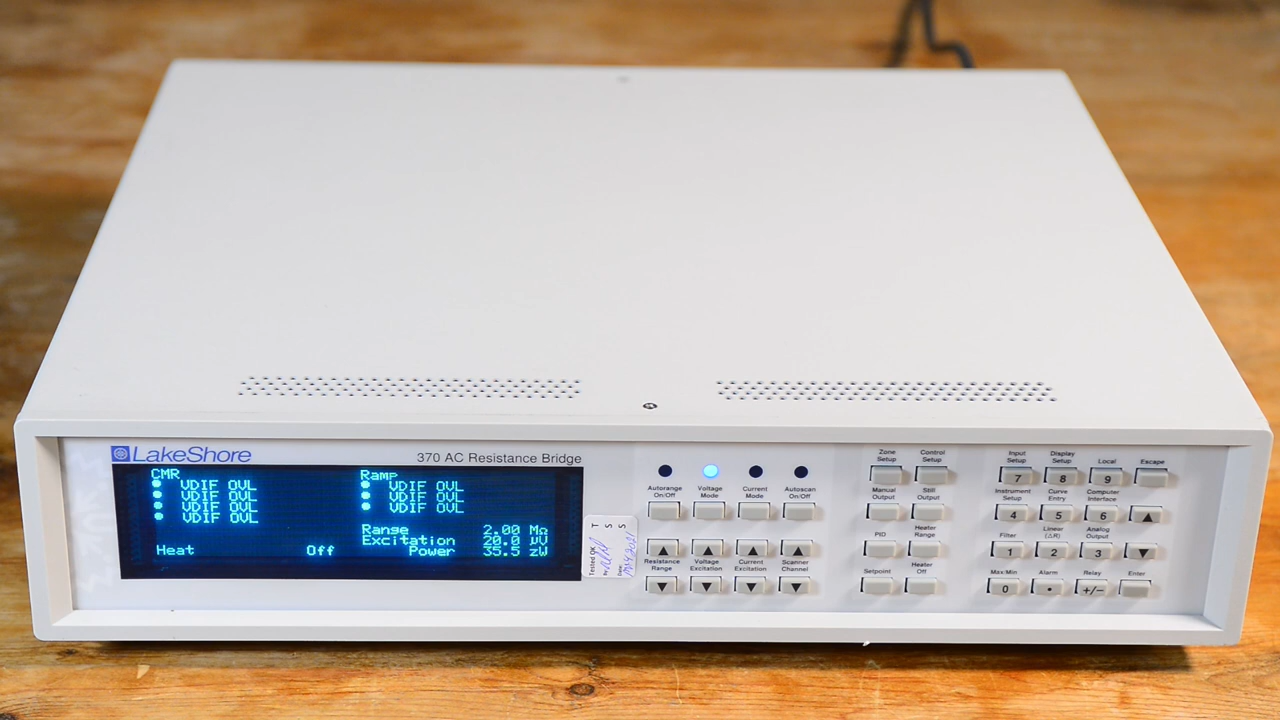 LakeShore
370 AC Resistance Bridge
CMR
VDIF OVL
VDIF OVL
VDIF OVL
VDIF OVL
Ramp
VDIF OVL
VDIF OVL
VDIF OVL
Range 2.00 MΩ
Excitation 20.0 µV
Heat Off Power 35.5 zW
Tested OK
T S S
Autorange On/Off
Voltage Mode
Current Mode
Autoscan On/Off
Resistance Range
Voltage Excitation
Current Excitation
Scanner Channel
Zone Setup
Control Setup
Manual Output
Still Output
PID
Heater Range
Setpoint
Heater Off
Input Setup
Display Setup
Local
Escape
7
8
9
Instrument Setup
Curve Entry
Computer Interface
4
5
6
Filter
Linear (ΔR)
Analog Output
1
2
3
Max/Min
Alarm
Relay
Enter
0
•
+/−